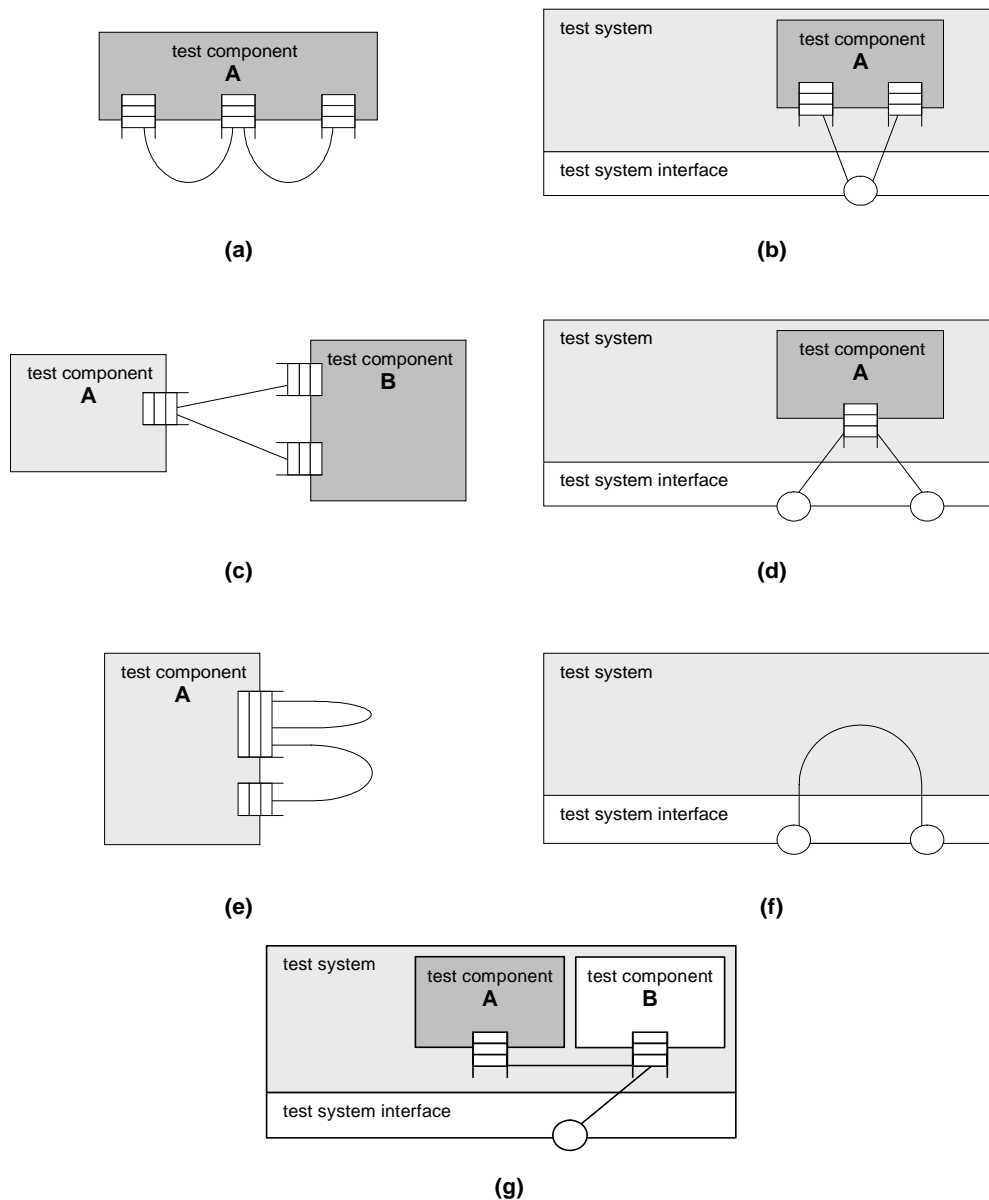 test component
A
(a)
test system
test component
A
test system interface
(b)
test component
A
test component
B
(c)
test system
test component
A
test system interface
(d)
test component
A
(e)
test system
test system interface
(f)
test system
test component
A
test component
B
test system interface
(g)